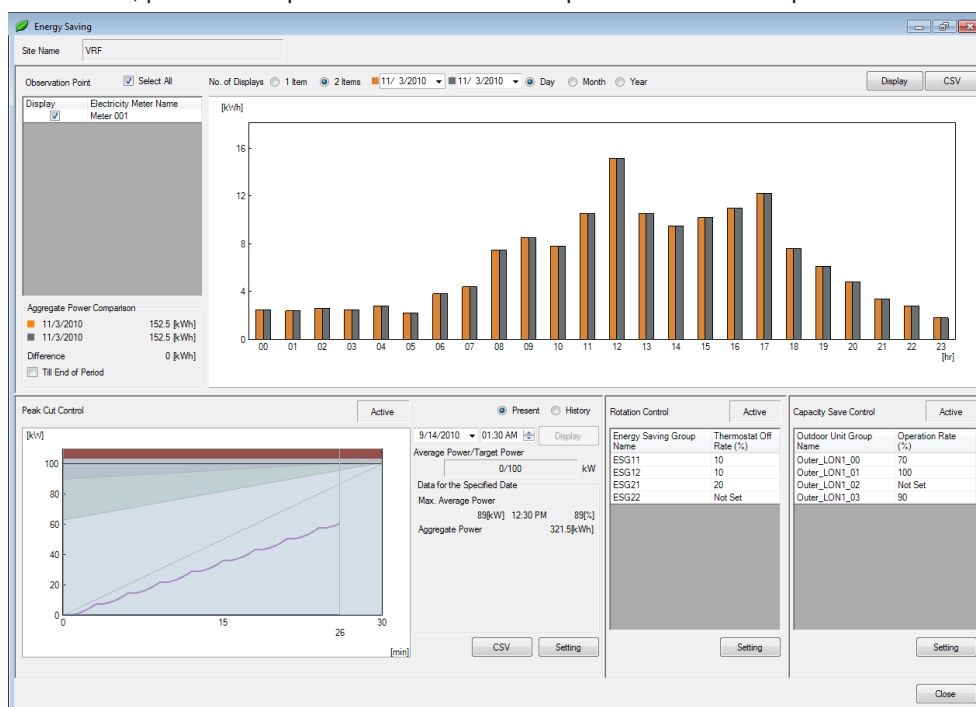 Energy Saving
Site Name VRF
Observation Point Select All No. of Displays 1 Item 2 Items 11/ 3/2010 11/ 3/2010 Day Month Year Display CSV
Display Electricity Meter Name
Meter 001
[kWh]
16
12
8
4
0
00 01 02 03 04 05 06 07 08 09 10 11 12 13 14 15 16 17 18 19 20 21 22 23
[hr]
Aggregate Power Comparison
11/3/2010 152.5 [kWh]
11/3/2010 152.5 [kWh]
Difference 0 [kWh]
Till End of Period
Peak Cut Control Active
[kW]
100
80
60
40
20
0
0 15 26 30
[min]
Present History
9/14/2010 01:30 AM Display
Average Power/Target Power
0/100 kW
Data for the Specified Date
Max. Average Power
89[kW] 12:30 PM 89[%]
Aggregate Power 321.5[kWh]
CSV Setting
Rotation Control Active
Energy Saving Group Name Thermostat Off Rate (%)
ESG11 10
ESG12 10
ESG21 20
ESG22 Not Set
Setting
Capacity Save Control Active
Outdoor Unit Group Name Operation Rate (%)
Outer_LON1_00 70
Outer_LON1_01 100
Outer_LON1_02 Not Set
Outer_LON1_03 90
Setting
Close